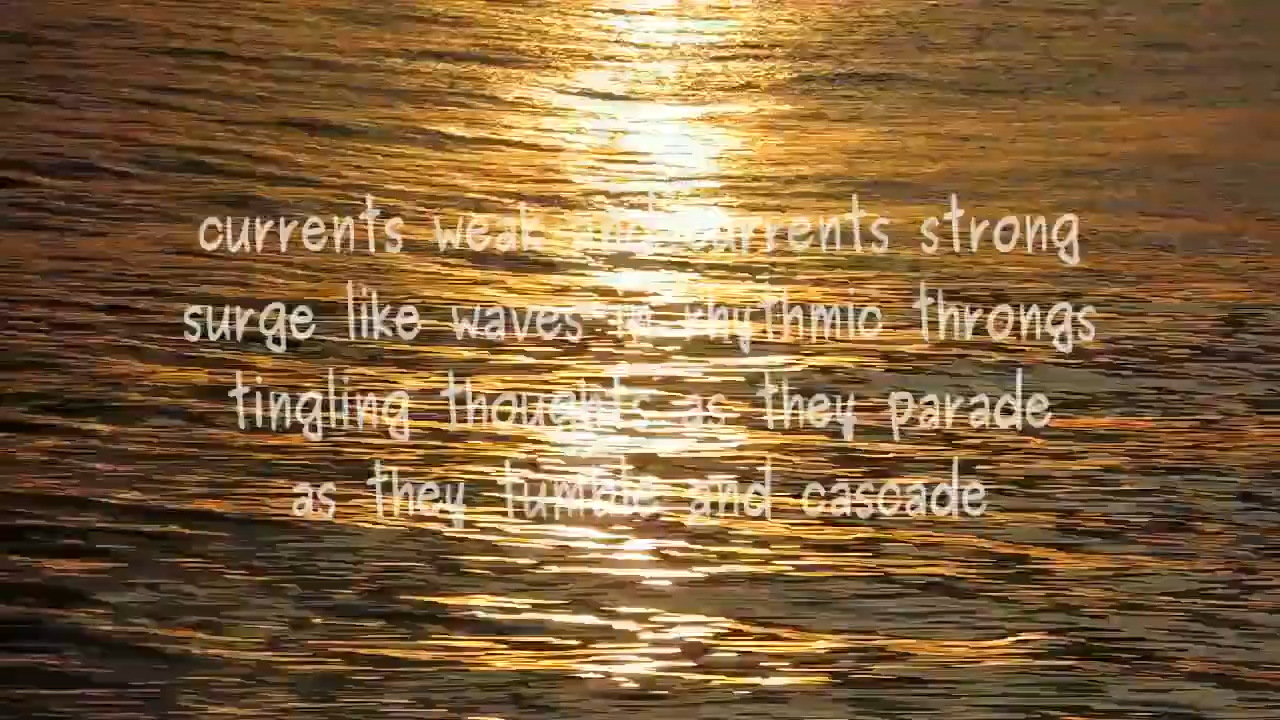 currents weak and currents strong
surge like waves in rhythmic throngs
tingling thoughts as they parade
as they tumble and cascade